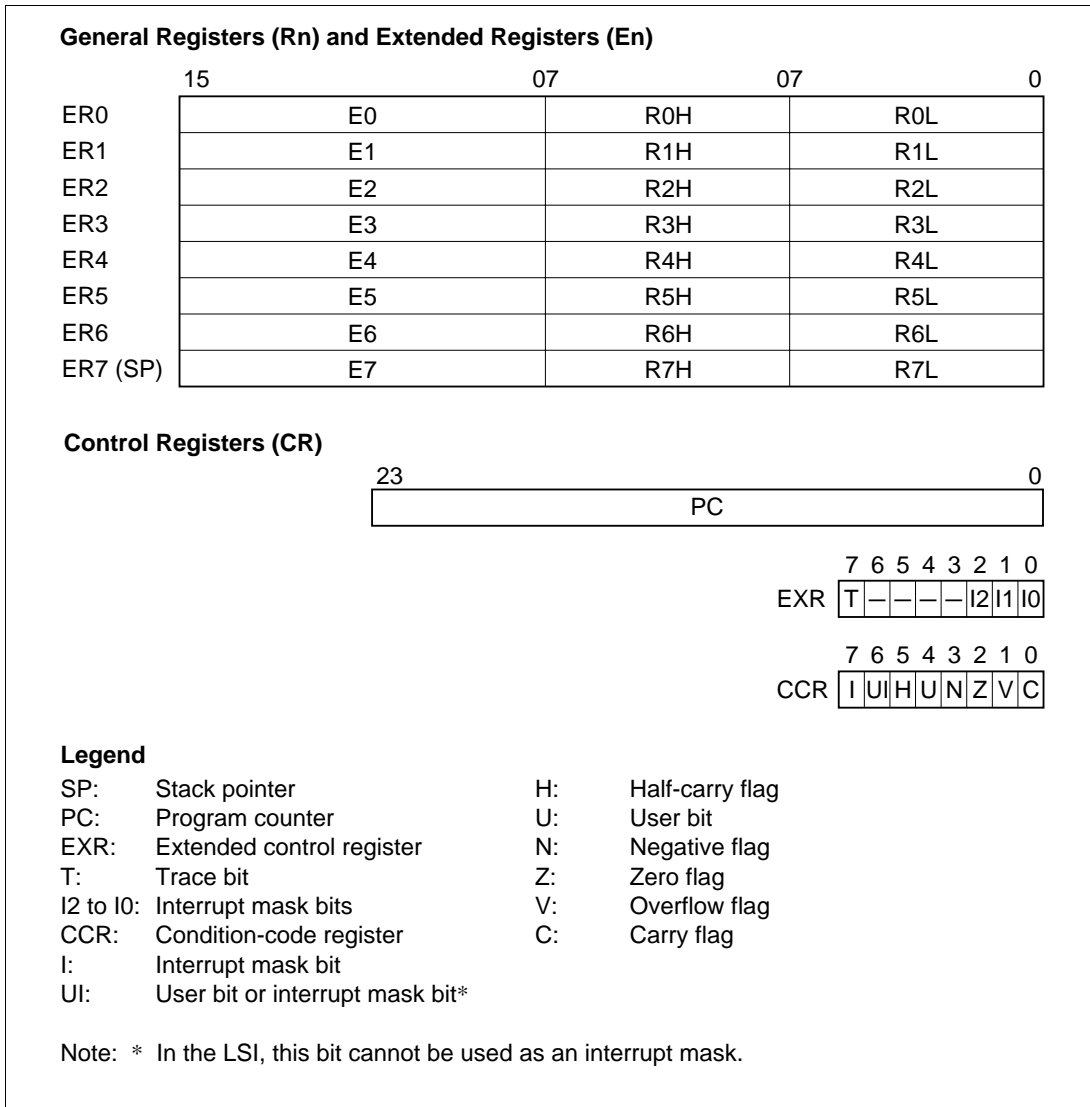 General Registers (Rn) and Extended Registers (En)
15 07 07 0
ER0 E0 R0H R0L
ER1 E1 R1H R1L
ER2 E2 R2H R2L
ER3 E3 R3H R3L
ER4 E4 R4H R4L
ER5 E5 R5H R5L
ER6 E6 R6H R6L
ER7 (SP) E7 R7H R7L
Control Registers (CR)
23 0
PC
7 6 5 4 3 2 1 0
EXR T — — — — I2 I1 I0
7 6 5 4 3 2 1 0
CCR I UI H U N Z V C
Legend
SP: Stack pointer H: Half-carry flag
PC: Program counter U: User bit
EXR: Extended control register N: Negative flag
T: Trace bit Z: Zero flag
I2 to I0: Interrupt mask bits V: Overflow flag
CCR: Condition-code register C: Carry flag
I: Interrupt mask bit
UI: User bit or interrupt mask bit*
Note: * In the LSI, this bit cannot be used as an interrupt mask.